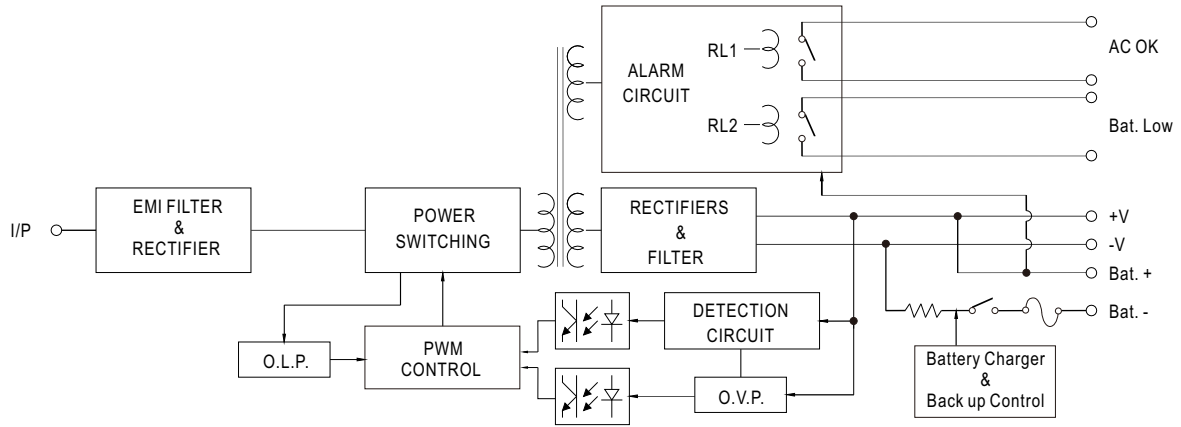 ALARM
CIRCUIT
RL1
RL2
AC OK
Bat. Low
I/P
EMI FILTER
&
RECTIFIER
POWER
SWITCHING
RECTIFIERS
&
FILTER
+V
-V
Bat. +
Bat. -
O.L.P.
PWM
CONTROL
DETECTION
CIRCUIT
O.V.P.
Battery Charger
&
Back up Control